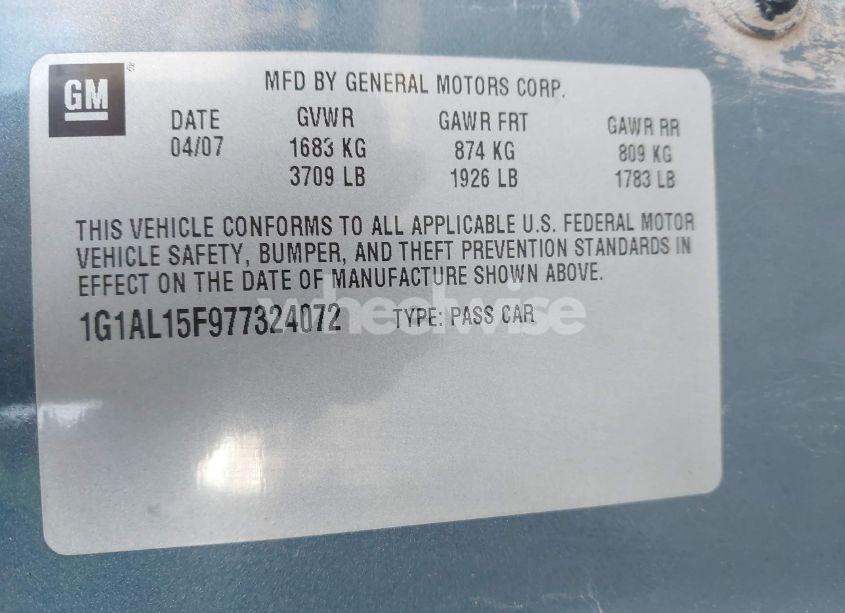 GM
MFD BY GENERAL MOTORS CORP.
DATE GVWR GAWR FRT GAWR RR
04/07 1683 KG 874 KG 809 KG
3709 LB 1926 LB 1783 LB
THIS VEHICLE CONFORMS TO ALL APPLICABLE U.S. FEDERAL MOTOR
VEHICLE SAFETY, BUMPER, AND THEFT PREVENTION STANDARDS IN
EFFECT ON THE DATE OF MANUFACTURE SHOWN ABOVE.
1G1AL15F977324072 TYPE: PASS CAR
wheelwise